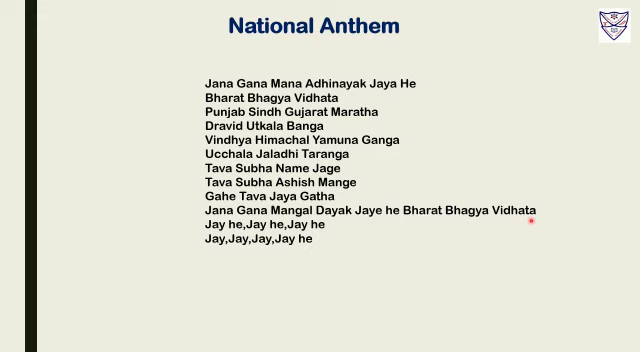 National Anthem
Jana Gana Mana Adhinayak Jaya He
Bharat Bhagya Vidhata
Punjab Sindh Gujarat Maratha
Dravid Utkala Banga
Vindhya Himachal Yamuna Ganga
Ucchala Jaladhi Taranga
Tava Subha Name Jage
Tava Subha Ashish Mange
Gahe Tava Jaya Gatha
Jana Gana Mangal Dayak Jaye he Bharat Bhagya Vidhata
Jay he,Jay he,Jay he
Jay,Jay,Jay,Jay he